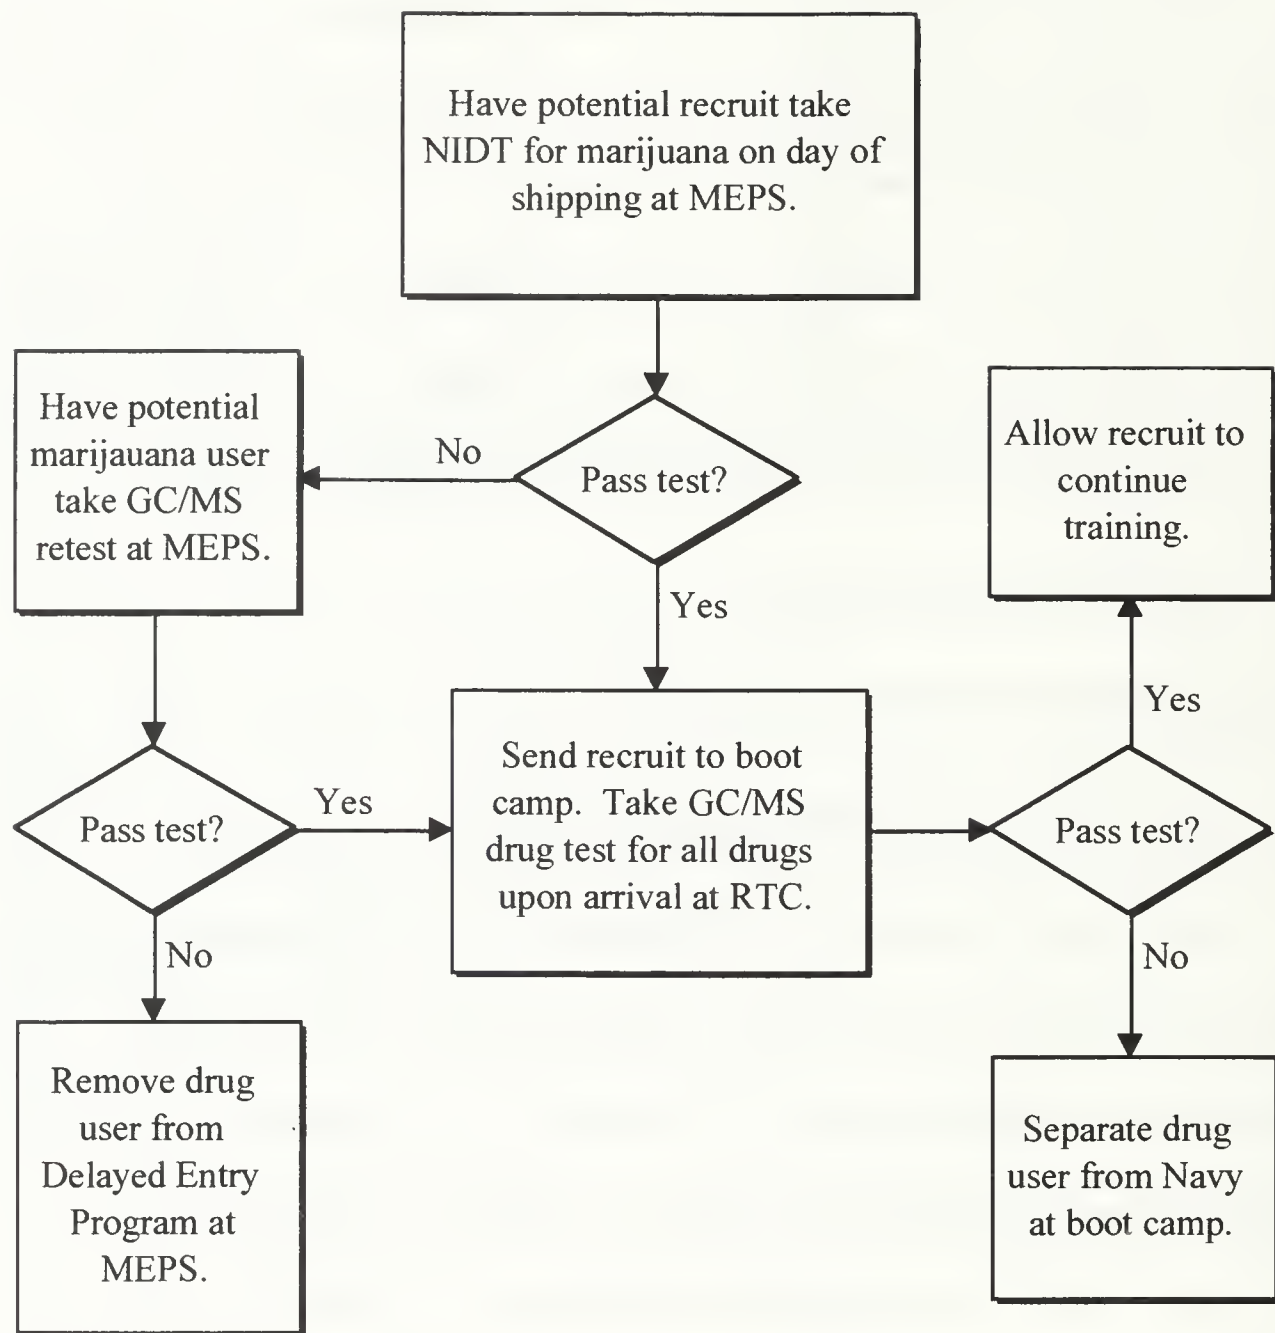 Have potential recruit take
NIDT for marijuana on day of
shipping at MEPS.
Pass test?
No
Yes
Have potential
marijauana user
take GC/MS
retest at MEPS.
Pass test?
Yes
No
Remove drug
user from
Delayed Entry
Program at
MEPS.
Send recruit to boot
camp. Take GC/MS
drug test for all drugs
upon arrival at RTC.
Pass test?
Yes
No
Allow recruit to
continue
training.
Separate drug
user from Navy
at boot camp.